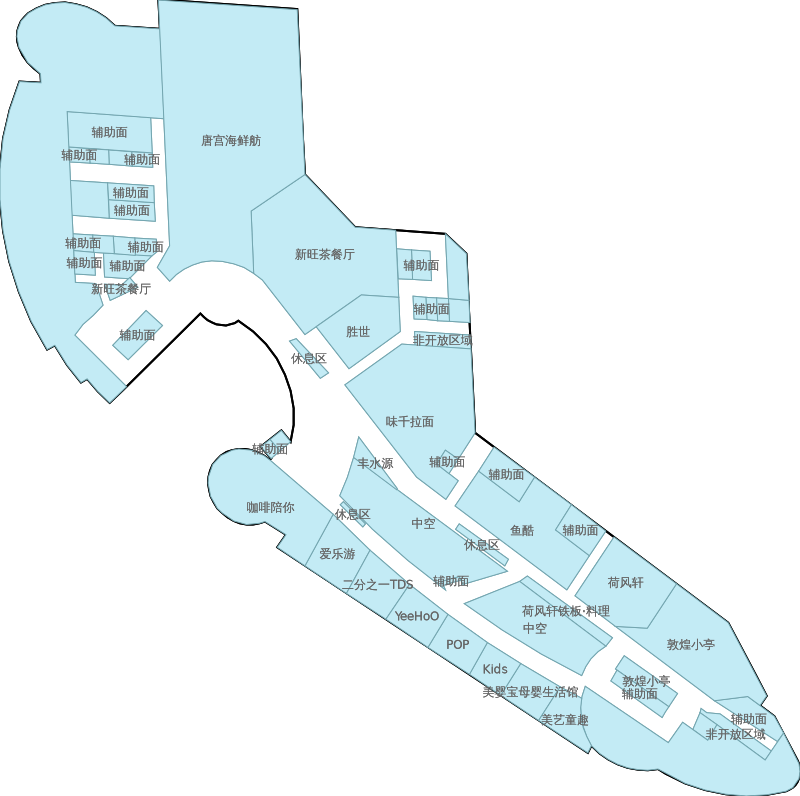 辅助面
唐宫海鲜舫
辅助面
辅助面
辅助面
辅助面
辅助面
辅助面
辅助面
辅助面
新旺茶餐厅
辅助面
新旺茶餐厅
辅助面
辅助面
胜世
非开放区域
休息区
味千拉面
辅助面
丰水源
辅助面
辅助面
咖啡陪你
休息区
中空
鱼酷
辅助面
休息区
爱乐游
二分之一TDS
辅助面
荷风轩
YeeHoO
荷风轩铁板·料理
中空
POP
敦煌小亭
Kids
敦煌小亭
辅助面
美婴宝母婴生活馆
美艺童趣
辅助面
非开放区域